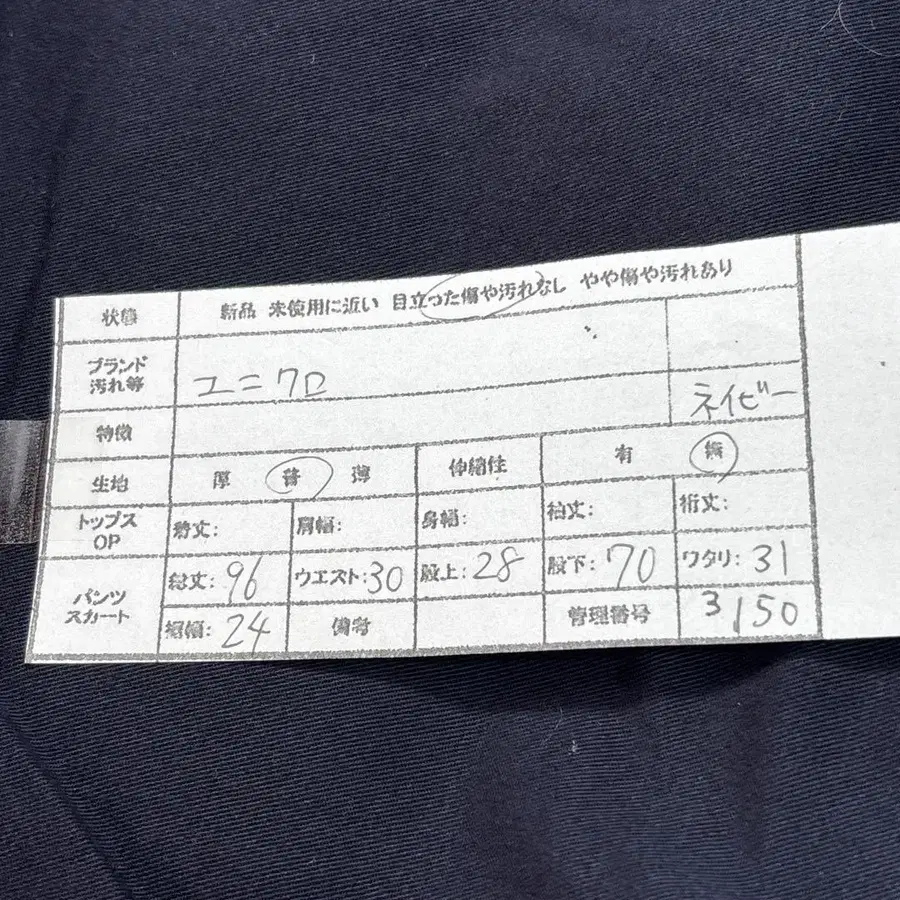 状態 新品 未使用に近い 目立った傷や汚れなし やや傷や汚れあり
ブランド
汚れ等 ユニクロ
特徴 ネイビー
生地 厚 普 薄 伸縮性 有 無
トップス
OP 着丈: 肩幅: 身幅: 袖丈: 裄丈:
パンツ
スカート 総丈: 96 ウエスト: 30 股上: 28 股下: 70 ワタリ: 31
裾幅: 24 備考 管理番号 3150